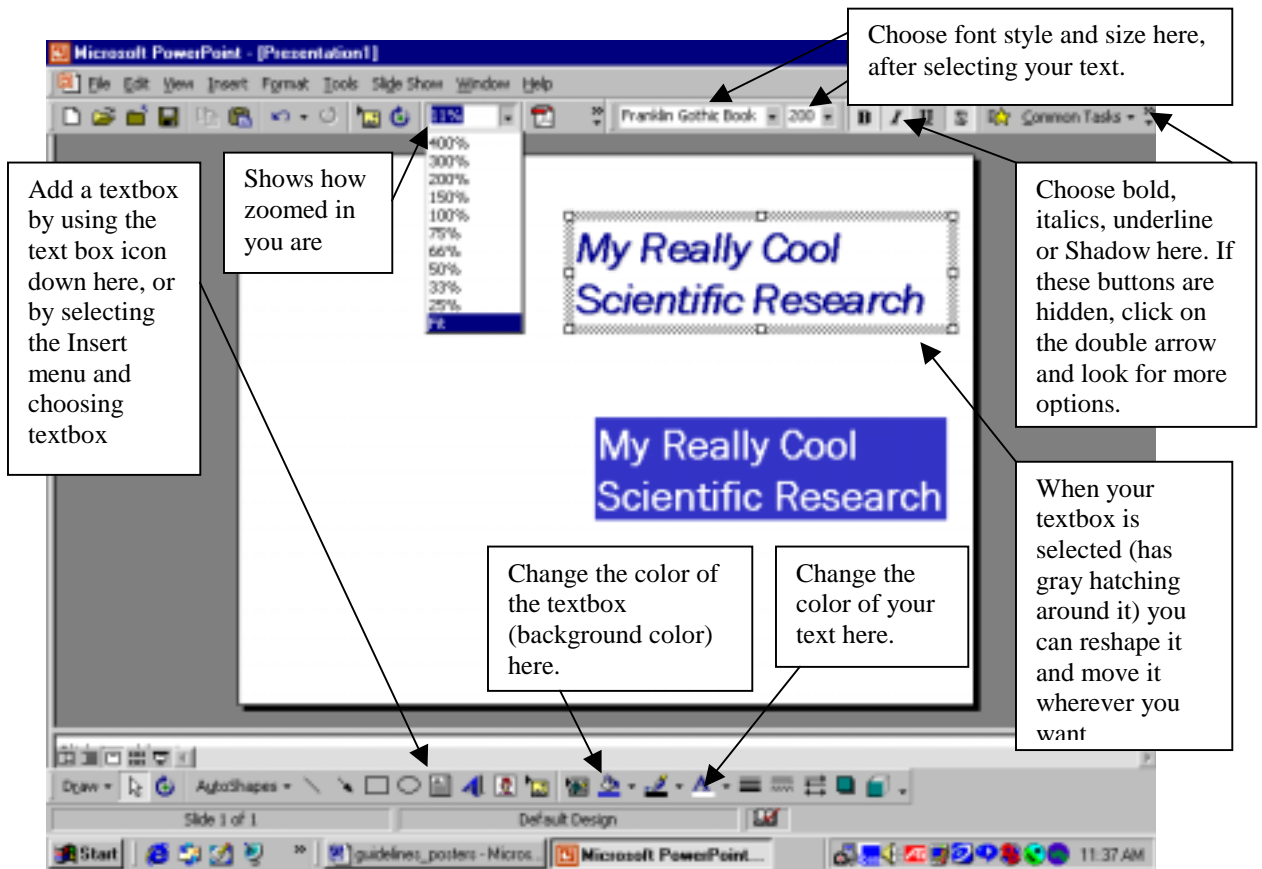 Choose font style and size here,
after selecting your text.
Microsoft PowerPoint - [Presentation1]
File Edit View Insert Format Tools Slide Show Window Help
11%
Franklin Gothic Book
200
B I U S
Common Tasks
400%
300%
200%
150%
100%
75%
66%
50%
33%
25%
Fit
Add a textbox
by using the
text box icon
down here, or
by selecting
the Insert
menu and
choosing
textbox
Shows how
zoomed in
you are
Choose bold,
italics, underline
or Shadow here. If
these buttons are
hidden, click on
the double arrow
and look for more
options.
My Really Cool
Scientific Research
My Really Cool
Scientific Research
When your
textbox is
selected (has
gray hatching
around it) you
can reshape it
and move it
wherever you
want
Change the color of
the textbox
(background color)
here.
Change the
color of your
text here.
Draw
AutoShapes
Slide 1 of 1
Default Design
Start
guidelines_posters - Micros...
Microsoft PowerPoint...
11:37 AM